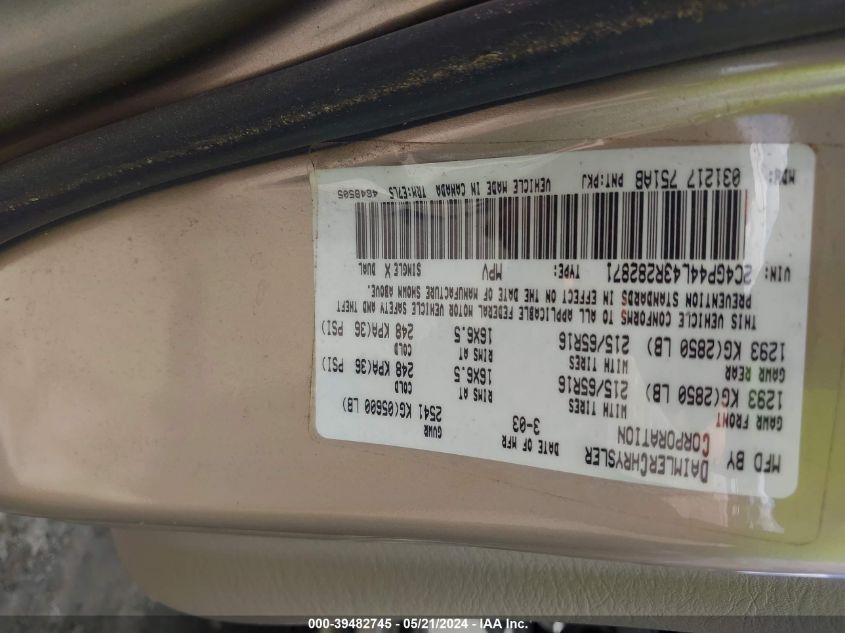 MFD BY DAIMLERCHRYSLER CORPORATION
DATE OF MFR 3-03
GVWR 2541 KG(05600 LB)
GAWR FRONT 1293 KG(2850 LB)
WITH TIRES 215/65R16
RIMS AT 16X6.5
COLD 248 KPA(36 PSI)
GAWR REAR 1293 KG(2850 LB)
WITH TIRES 215/65R16
RIMS AT 16X6.5
COLD 248 KPA(36 PSI)
THIS VEHICLE CONFORMS TO ALL APPLICABLE FEDERAL MOTOR VEHICLE SAFETY AND THEFT
PREVENTION STANDARDS IN EFFECT ON THE DATE OF MANUFACTURE SHOWN ABOVE.
VIN: 2C4GP44L43R282871 TYPE: MPV SINGLE X DUAL
MDH: 031217 751AB PNT:PKJ VEHICLE MADE IN CANADA TRM:E7L5
000-39482745 / 05/21/2024 - IAA Inc.